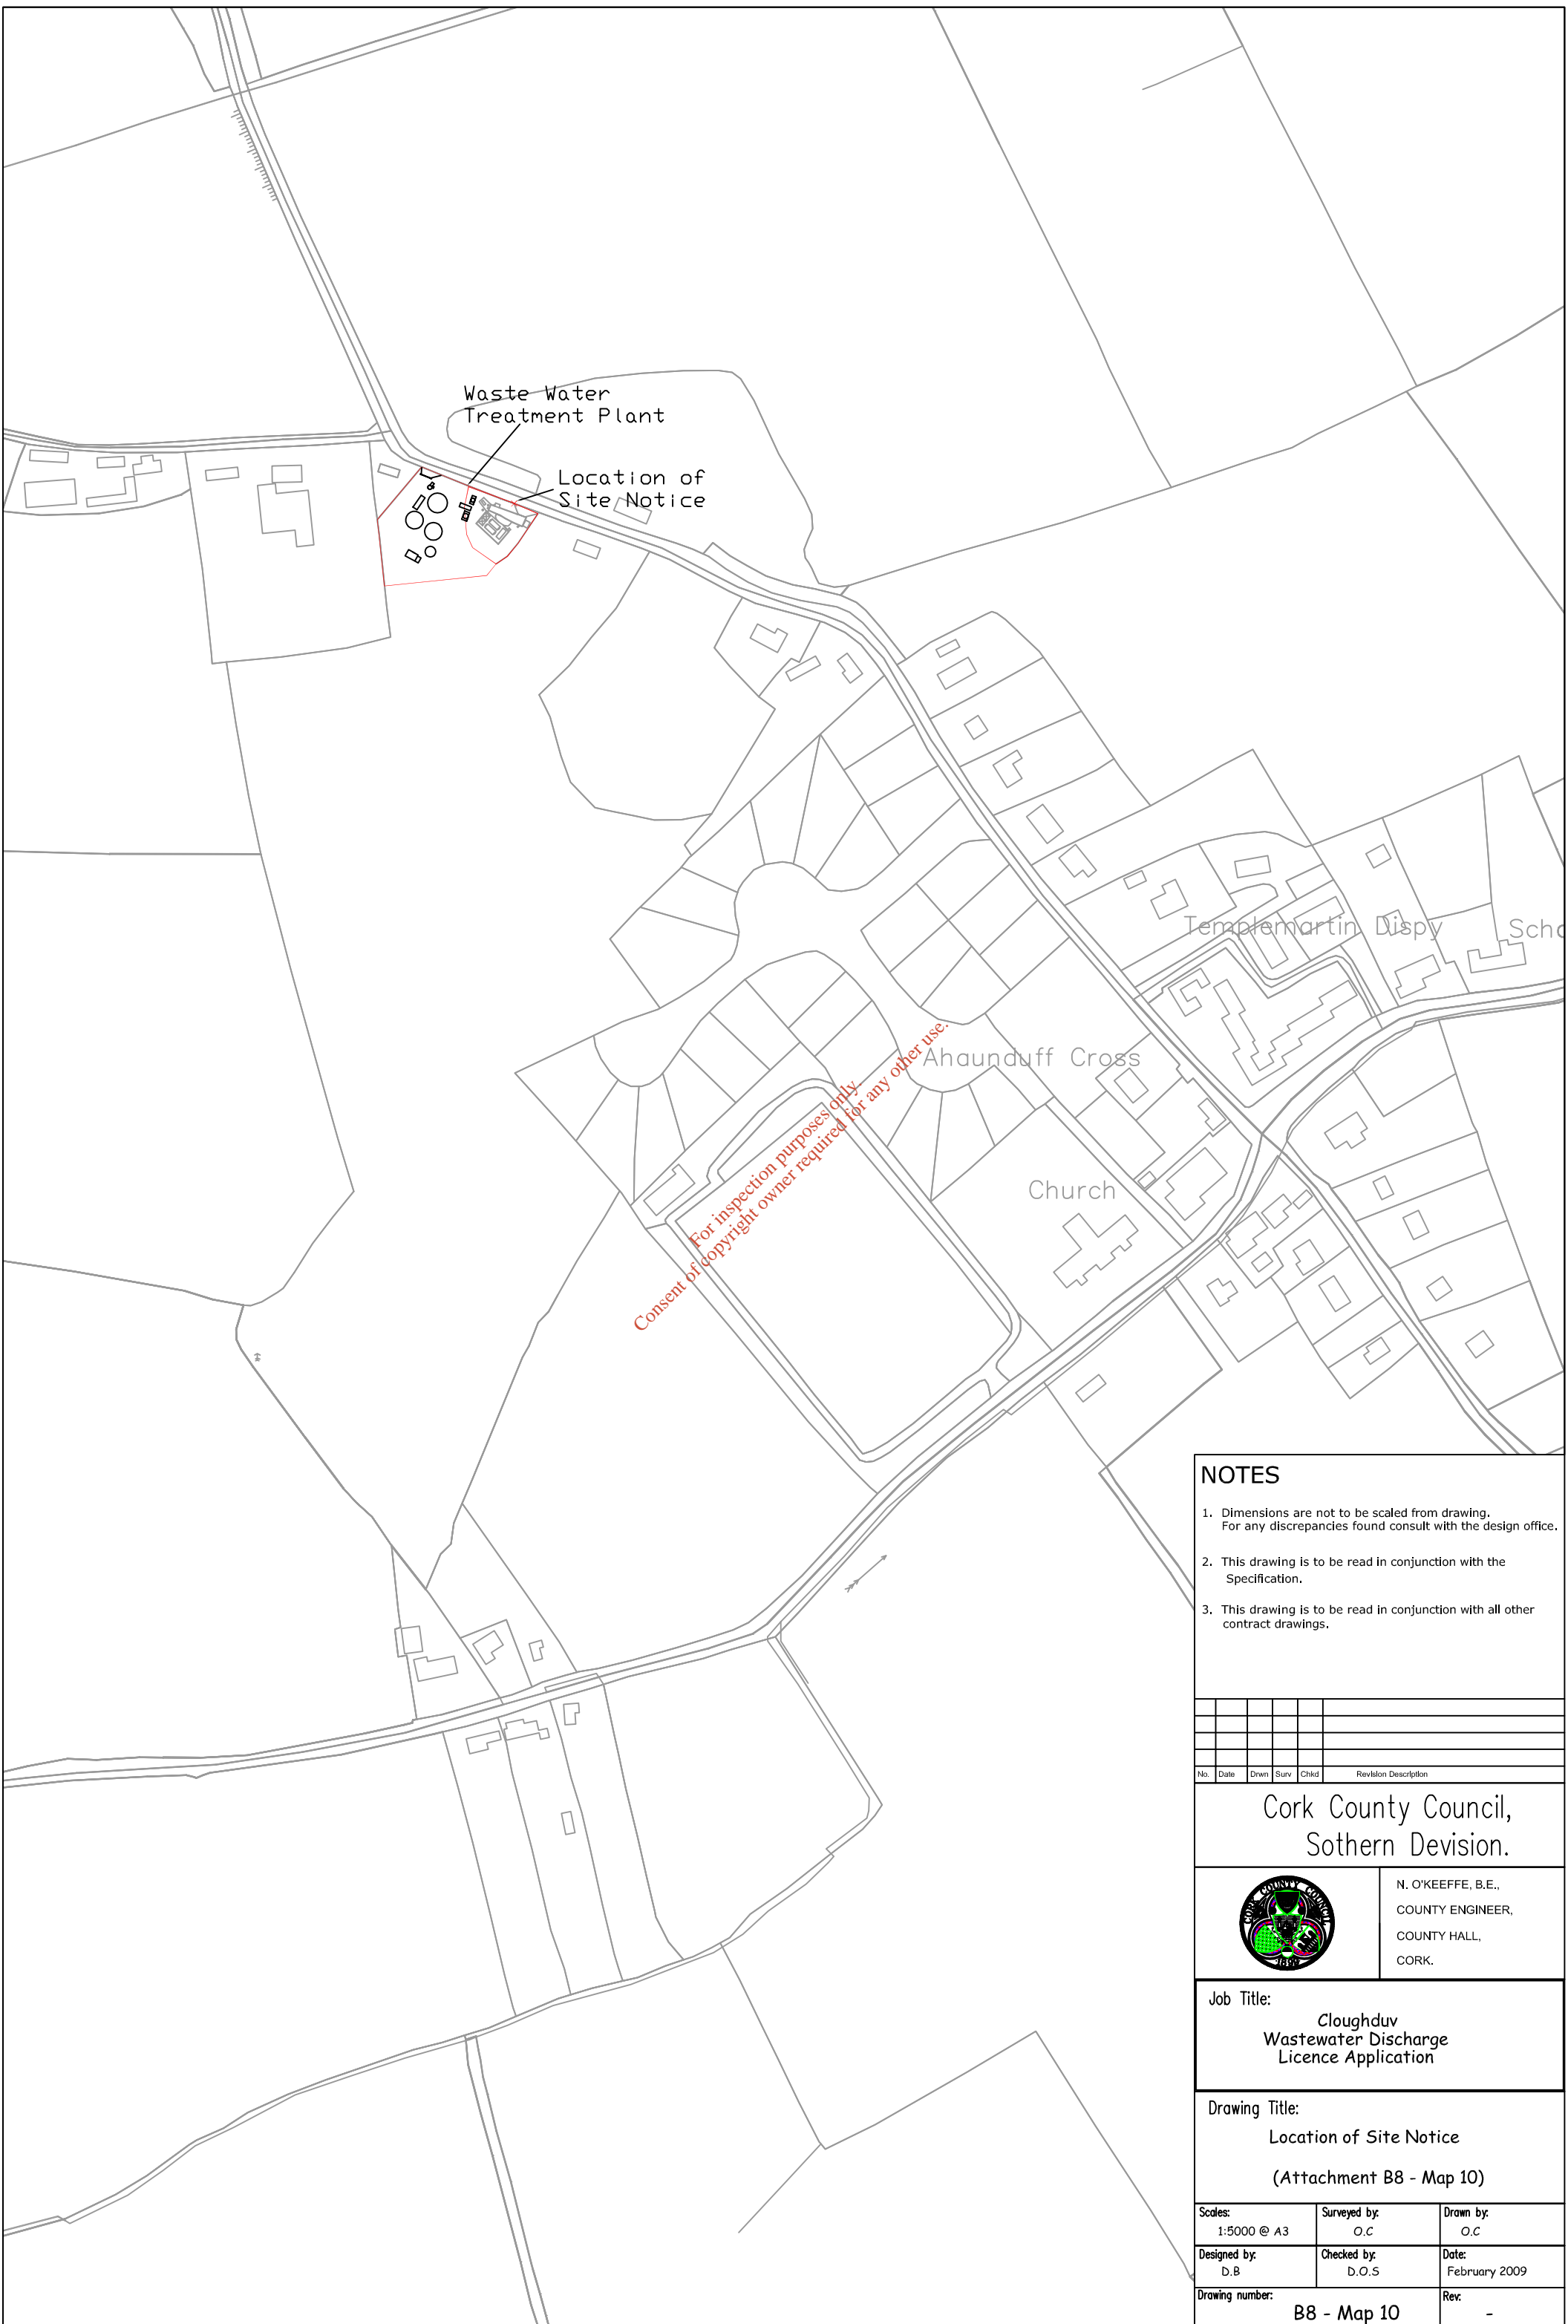 Waste Water
Treatment Plant
Location of
Site Notice
Templemartin Dispy
Scho
Ahaunduff Cross
Church
For inspection purposes only.
Consent of copyright owner required for any other use.
NOTES
1. Dimensions are not to be scaled from drawing.
For any discrepancies found consult with the design office.
2. This drawing is to be read in conjunction with the
Specification.
3. This drawing is to be read in conjunction with all other
contract drawings.
No. Date Drwn Surv Chkd Revision Description
Cork County Council,
Sothern Devision.
CORK COUNTY COUNCIL
1899
N. O'KEEFFE, B.E.,
COUNTY ENGINEER,
COUNTY HALL,
CORK.
Job Title:
Cloughduv
Wastewater Discharge
Licence Application
Drawing Title:
Location of Site Notice
(Attachment B8 - Map 10)
Scales: Surveyed by: Drawn by:
1:5000 @ A3 O.C O.C
Designed by: Checked by: Date:
D.B D.O.S February 2009
Drawing number: Rev:
B8 - Map 10 -